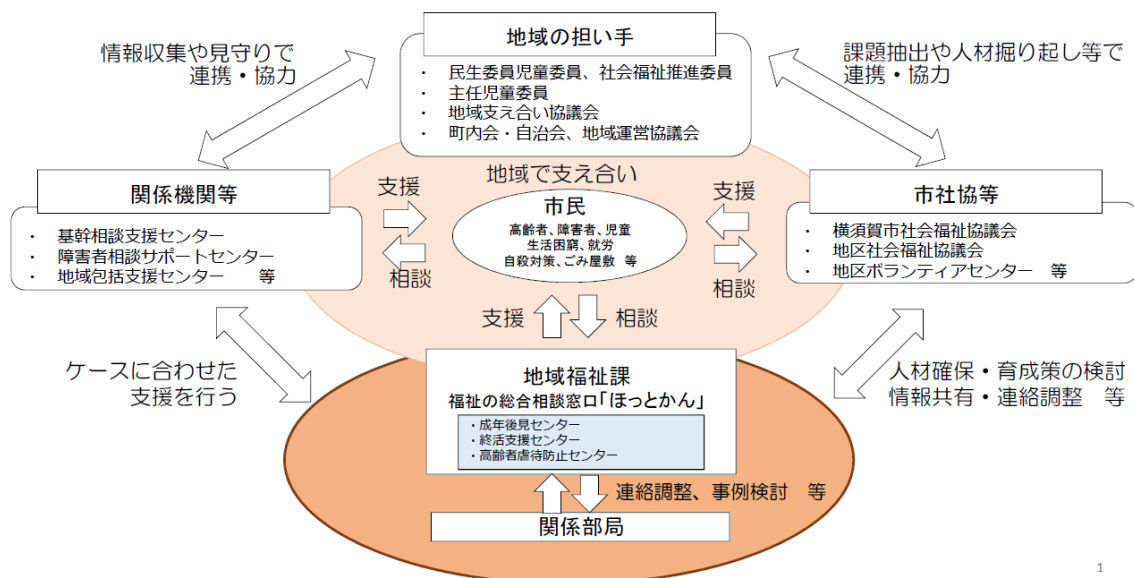 地域の担い手
・ 民生委員児童委員、社会福祉推進委員
・ 主任児童委員
・ 地域支え合い協議会
・ 町内会・自治会、地域運営協議会
情報収集や見守りで
連携・協力
課題抽出や人材掘り起し等で
連携・協力
関係機関等
・ 基幹相談支援センター
・ 障害者相談サポートセンター
・ 地域包括支援センター 等
地域で支え合い
市民
高齢者、障害者、児童
生活困窮、就労
自殺対策、ごみ屋敷 等
支援
相談
支援
相談
市社協等
・ 横須賀市社会福祉協議会
・ 地区社会福祉協議会
・ 地区ボランティアセンター 等
支援
相談
ケースに合わせた
支援を行う
人材確保・育成策の検討
情報共有・連絡調整 等
地域福祉課
福祉の総合相談窓口「ほっとかん」
・成年後見センター
・終活支援センター
・高齢者虐待防止センター
連絡調整、事例検討 等
関係部局
1